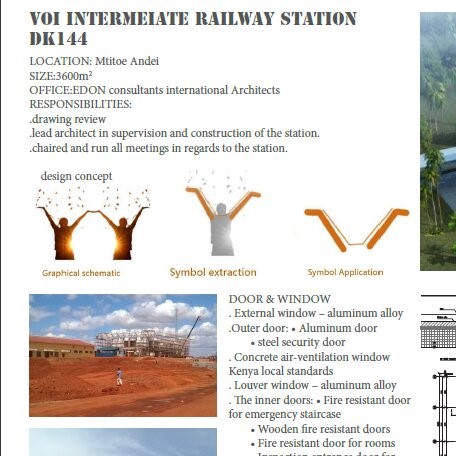 VOI INTERMEIATE RAILWAY STATION
DK144
LOCATION: Mtitoe Andei
SIZE:3600m²
OFFICE:EDON consultants international Architects
RESPONSIBILITIES:
.drawing review
.lead architect in supervision and construction of the station.
.chaired and run all meetings in regards to the station.
design concept
Graphical schematic
Symbol extraction
Symbol Application
DOOR & WINDOW
. External window – aluminum alloy
.Outer door: • Aluminum door
• steel security door
. Concrete air-ventilation window
Kenya local standards
. Louver window – aluminum alloy
. The inner doors: • Fire resistant door
for emergency staircase
• Wooden fire resistant doors
• Fire resistant door for rooms
• Inspection entrance door for